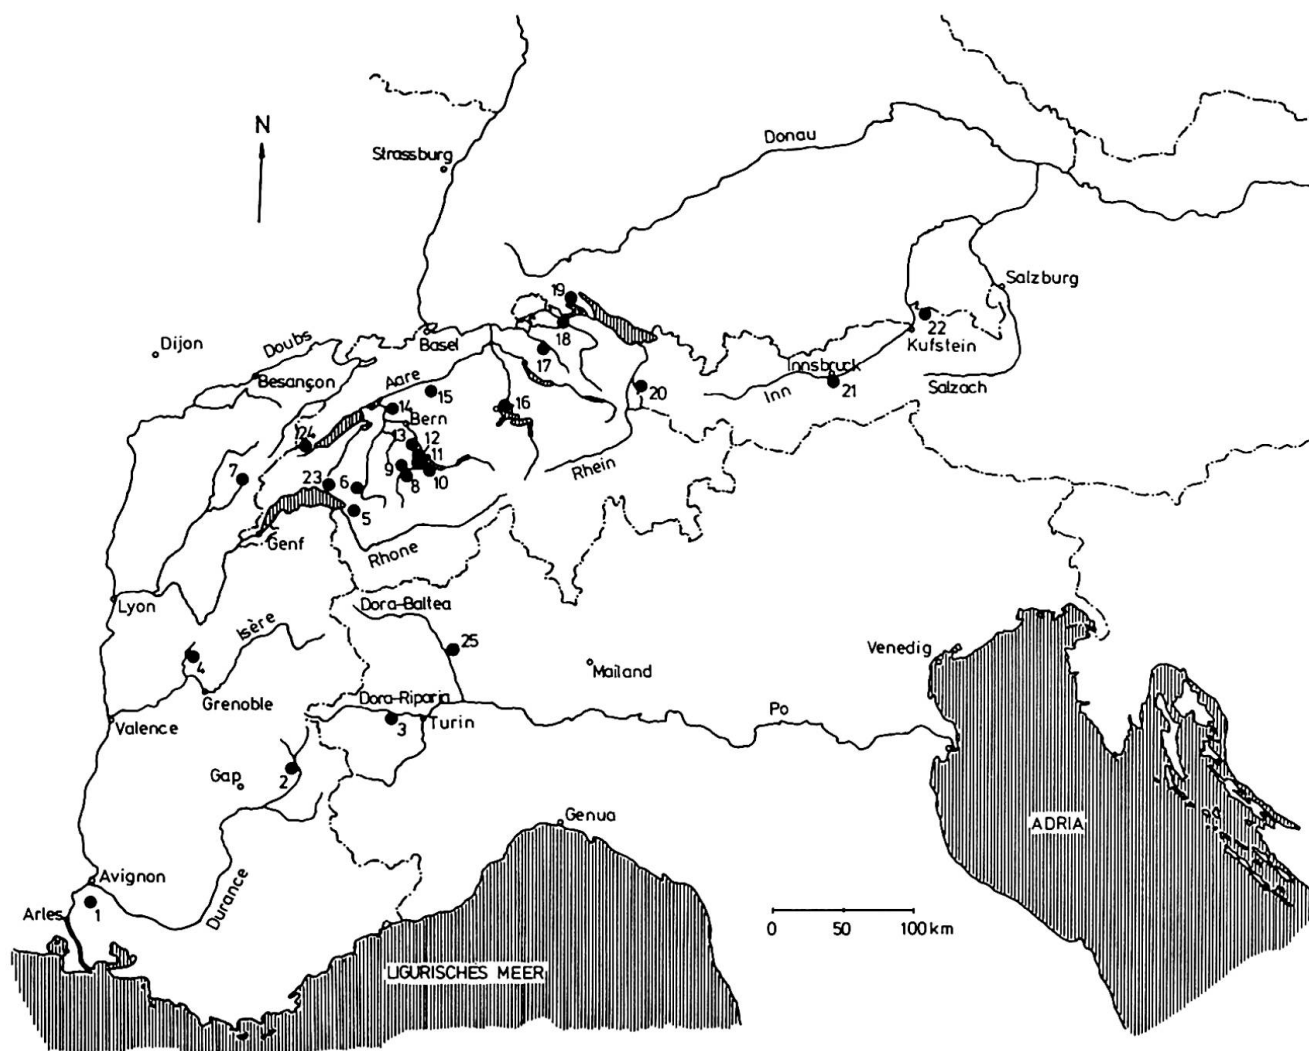 N
Strassburg
Donau
Salzburg
19
18
22
Kufstein
Dijon
Doubs
Basel
17
Besançon
Aare
15
20
Innsbruck
Inn
21
Salzach
14
Bern
16
13
12
11
24
9
10
8
7
23
6
5
Rhein
Genf
Rhone
Lyon
Dora-Baltea
Isère
25
4
Mailand
Venedig
Grenoble
Dora-Riparia
Valence
3
Turin
Po
Gap
2
Genua
ADRIA
Avignon
Durance
Arles
1
0 50 100 km
LIGURISCHES MEER